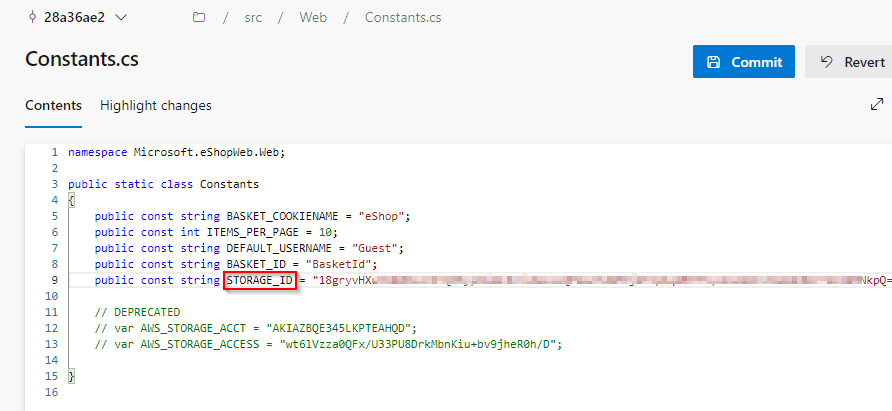 28a36ae2
/ src / Web / Constants.cs
Constants.cs
Commit
Revert
Contents
Highlight changes
1 namespace Microsoft.eShopWeb.Web;
2
3 public static class Constants
4 {
5 public const string BASKET_COOKIENAME = "eShop";
6 public const int ITEMS_PER_PAGE = 10;
7 public const string DEFAULT_USERNAME = "Guest";
8 public const string BASKET_ID = "BasketId";
9 public const string STORAGE_ID = "18gryvHX NkpQ=
10
11 // DEPRECATED
12 // var AWS_STORAGE_ACCT = "AKIAZBQE345LKPTEAHQD";
13 // var AWS_STORAGE_ACCESS = "wt6lVzza0QFx/U33PU8DrkMbnKiu+bv9jheR0h/D";
14
15 }
16